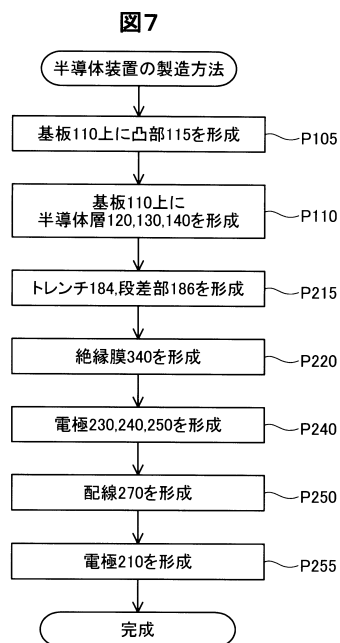 図7
半導体装置の製造方法
基板110上に凸部115を形成
P105
基板110上に
半導体層120,130,140を形成
P110
トレンチ184,段差部186を形成
P215
絶縁膜340を形成
P220
電極230,240,250を形成
P240
配線270を形成
P250
電極210を形成
P255
完成